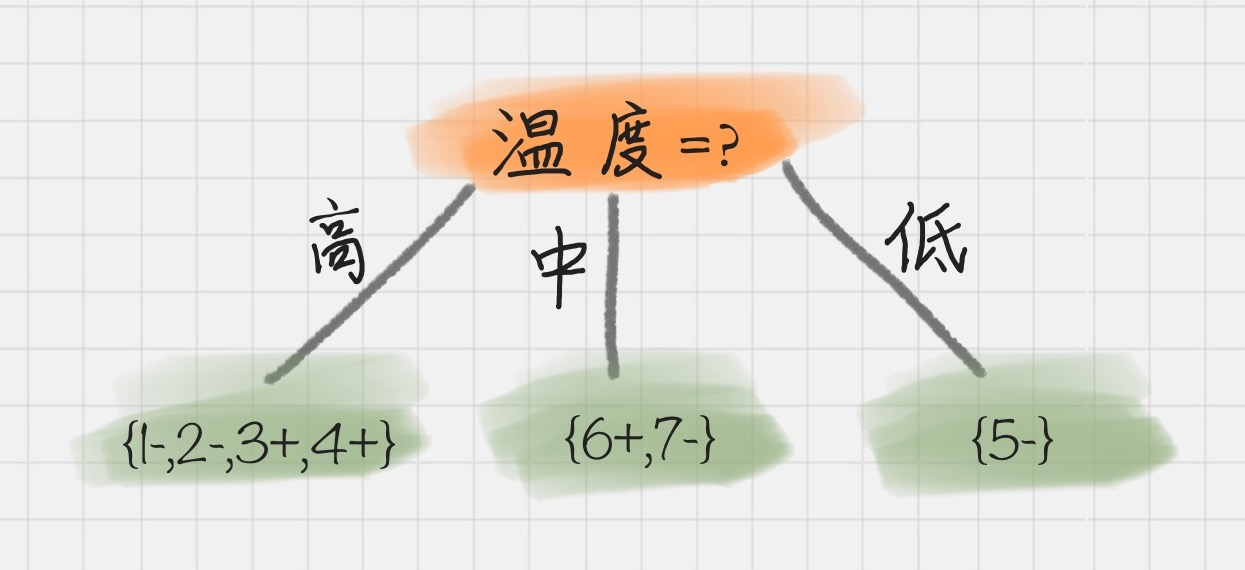 温度=?
高
中
低
{1-,2-,3+,4+}
{6+,7-}
{5-}